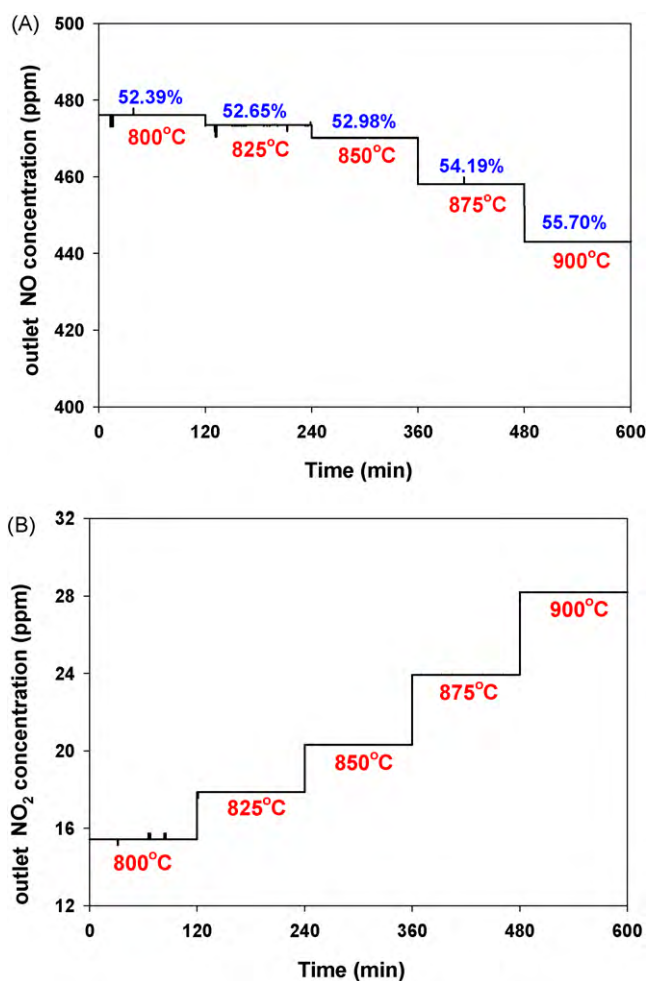 (A)
500
480
460
440
420
400
outlet NO concentration (ppm)
52.39%
52.65%
52.98%
54.19%
55.70%
800°C
825°C
850°C
875°C
900°C
0 120 240 360 480 600
Time (min)
(B)
32
28
24
20
16
12
outlet NO₂ concentration (ppm)
900°C
875°C
850°C
825°C
800°C
0 120 240 360 480 600
Time (min)